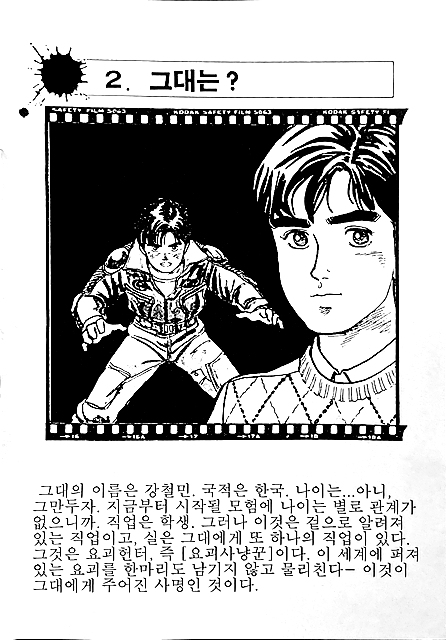 2. 그대는?
SAFETY FILM 5063 KODAK SAFETY FILM 5063 KODAK SAFETY FI
→16 →16A →17 →17A →18 →18A
그대의 이름은 강철민. 국적은 한국. 나이는...아니,
그만두자. 지금부터 시작될 모험에 나이는 별로 관계가
없으니까. 직업은 학생. 그러나 이것은 겉으로 알려져
있는 직업이고, 실은 그대에게 또 하나의 직업이 있다.
그것은 요괴헌터, 즉 [요괴사냥꾼]이다. 이 세계에 퍼져
있는 요괴를 한마리도 남기지 않고 물리친다— 이것이
그대에게 주어진 사명인 것이다.